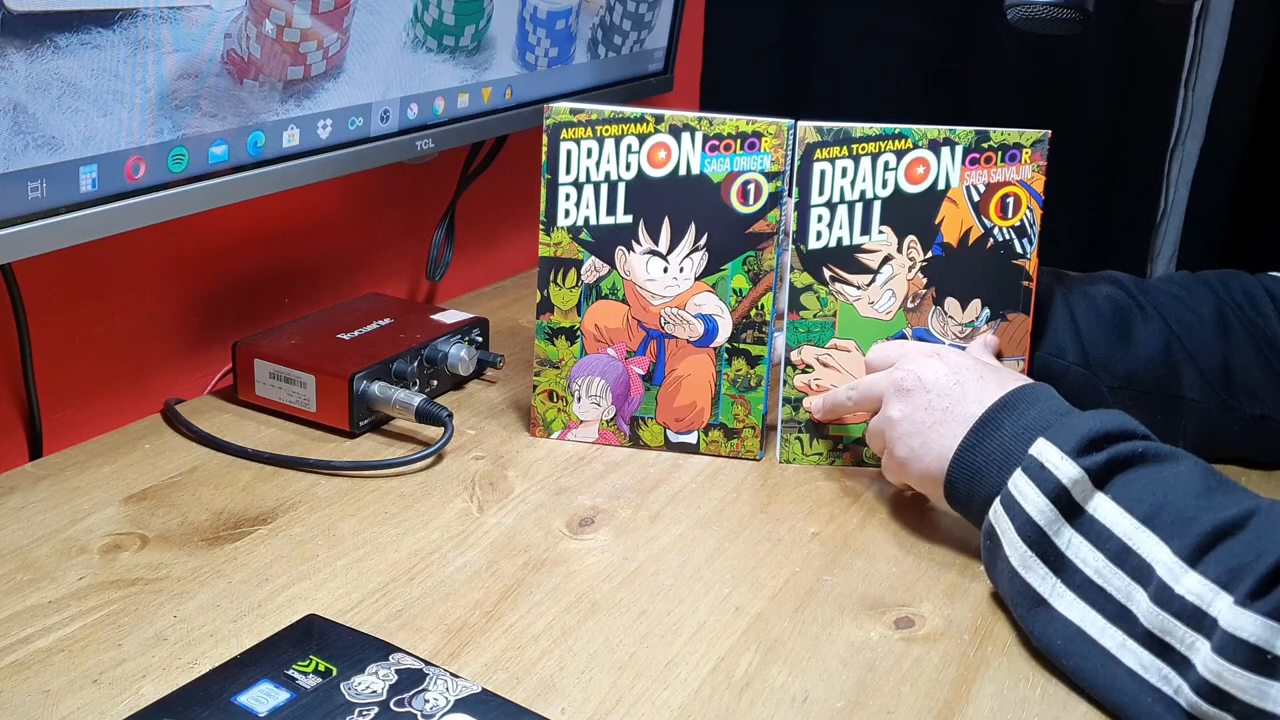 TCL
Focusrite
AKIRA TORIYAMA
DRAGON
BALL
COLOR
SAGA ORIGEN
1
AKIRA TORIYAMA
DRAGON
BALL
COLOR
SAGA SAIYAJIN
1